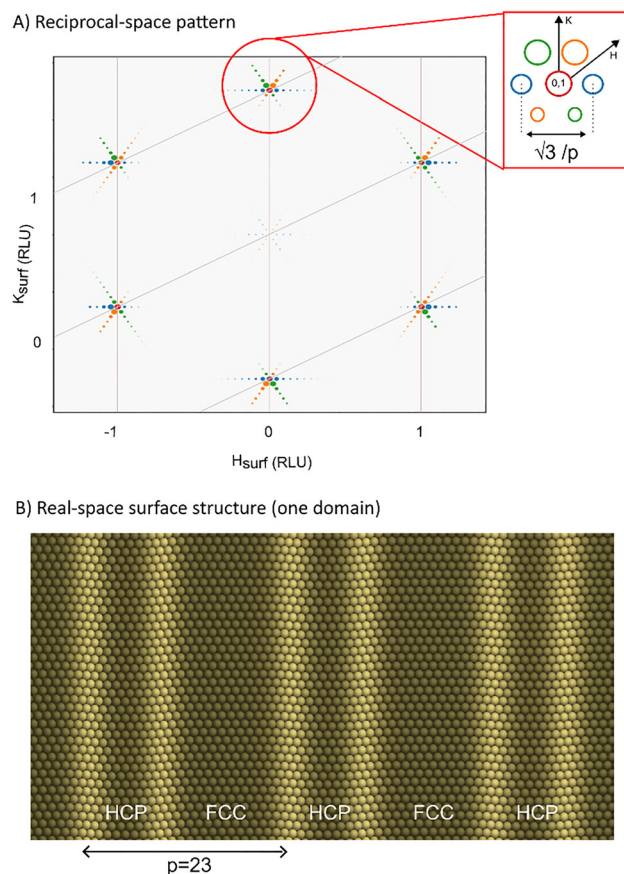 A) Reciprocal-space pattern
K
H
0,1
√3 /p
1
0
Ksurf (RLU)
-1
0
1
Hsurf (RLU)
B) Real-space surface structure (one domain)
HCP
FCC
HCP
FCC
HCP
p=23